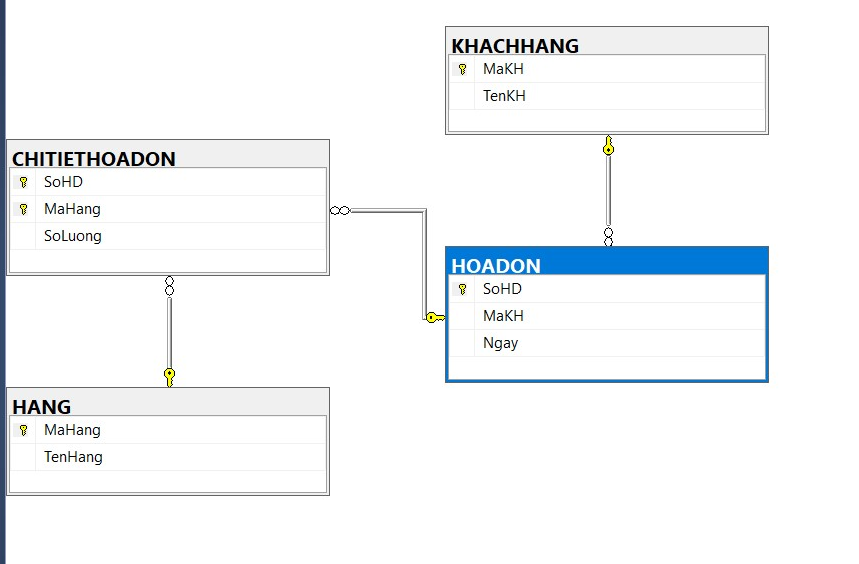 KHACHHANG
MaKH
TenKH
CHITIETHOADON
SoHD
MaHang
SoLuong
HOADON
SoHD
MaKH
Ngay
HANG
MaHang
TenHang